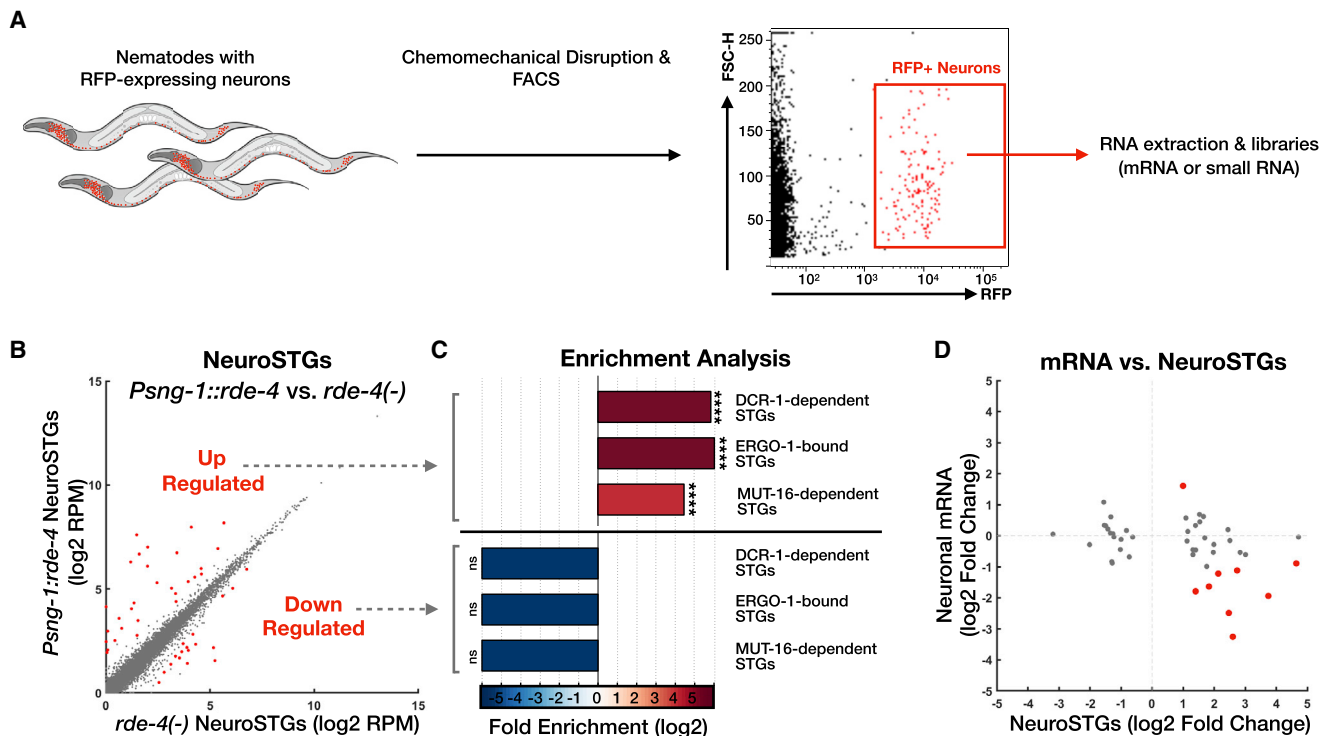 A
Nematodes with
RFP-expressing neurons
Chemomechanical Disruption &
FACS
FSC-H
250
200
150
100
50
RFP+ Neurons
10²
10³
10⁴
10⁵
RFP
RNA extraction & libraries
(mRNA or small RNA)
B
NeuroSTGs
Psng-1::rde-4 vs. rde-4(-)
Psng-1::rde-4 NeuroSTGs
(log2 RPM)
15
10
5
0
Up
Regulated
Down
Regulated
0
5
10
15
rde-4(-) NeuroSTGs (log2 RPM)
C
Enrichment Analysis
****
DCR-1-dependent
STGs
****
ERGO-1-bound
STGs
****
MUT-16-dependent
STGs
ns
DCR-1-dependent
STGs
ns
ERGO-1-bound
STGs
ns
MUT-16-dependent
STGs
-5 -4 -3 -2 -1 0 1 2 3 4 5
Fold Enrichment (log2)
D
mRNA vs. NeuroSTGs
Neuronal mRNA
(log2 Fold Change)
5
4
3
2
1
0
-1
-2
-3
-4
-5
-5 -4 -3 -2 -1 0 1 2 3 4 5
NeuroSTGs (log2 Fold Change)